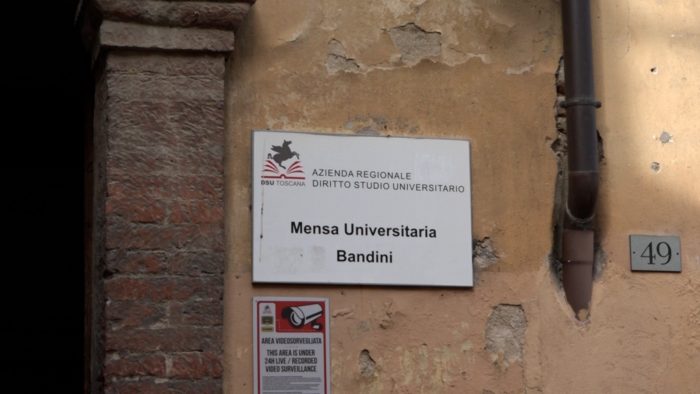 DSU TOSCANA
AZIENDA REGIONALE
DIRITTO STUDIO UNIVERSITARIO
Mensa Universitaria
Bandini
49
AREA VIDEOSORVEGLIATA
THIS AREA IS UNDER
24H LIVE / RECORDED
VIDEO SURVEILLANCE